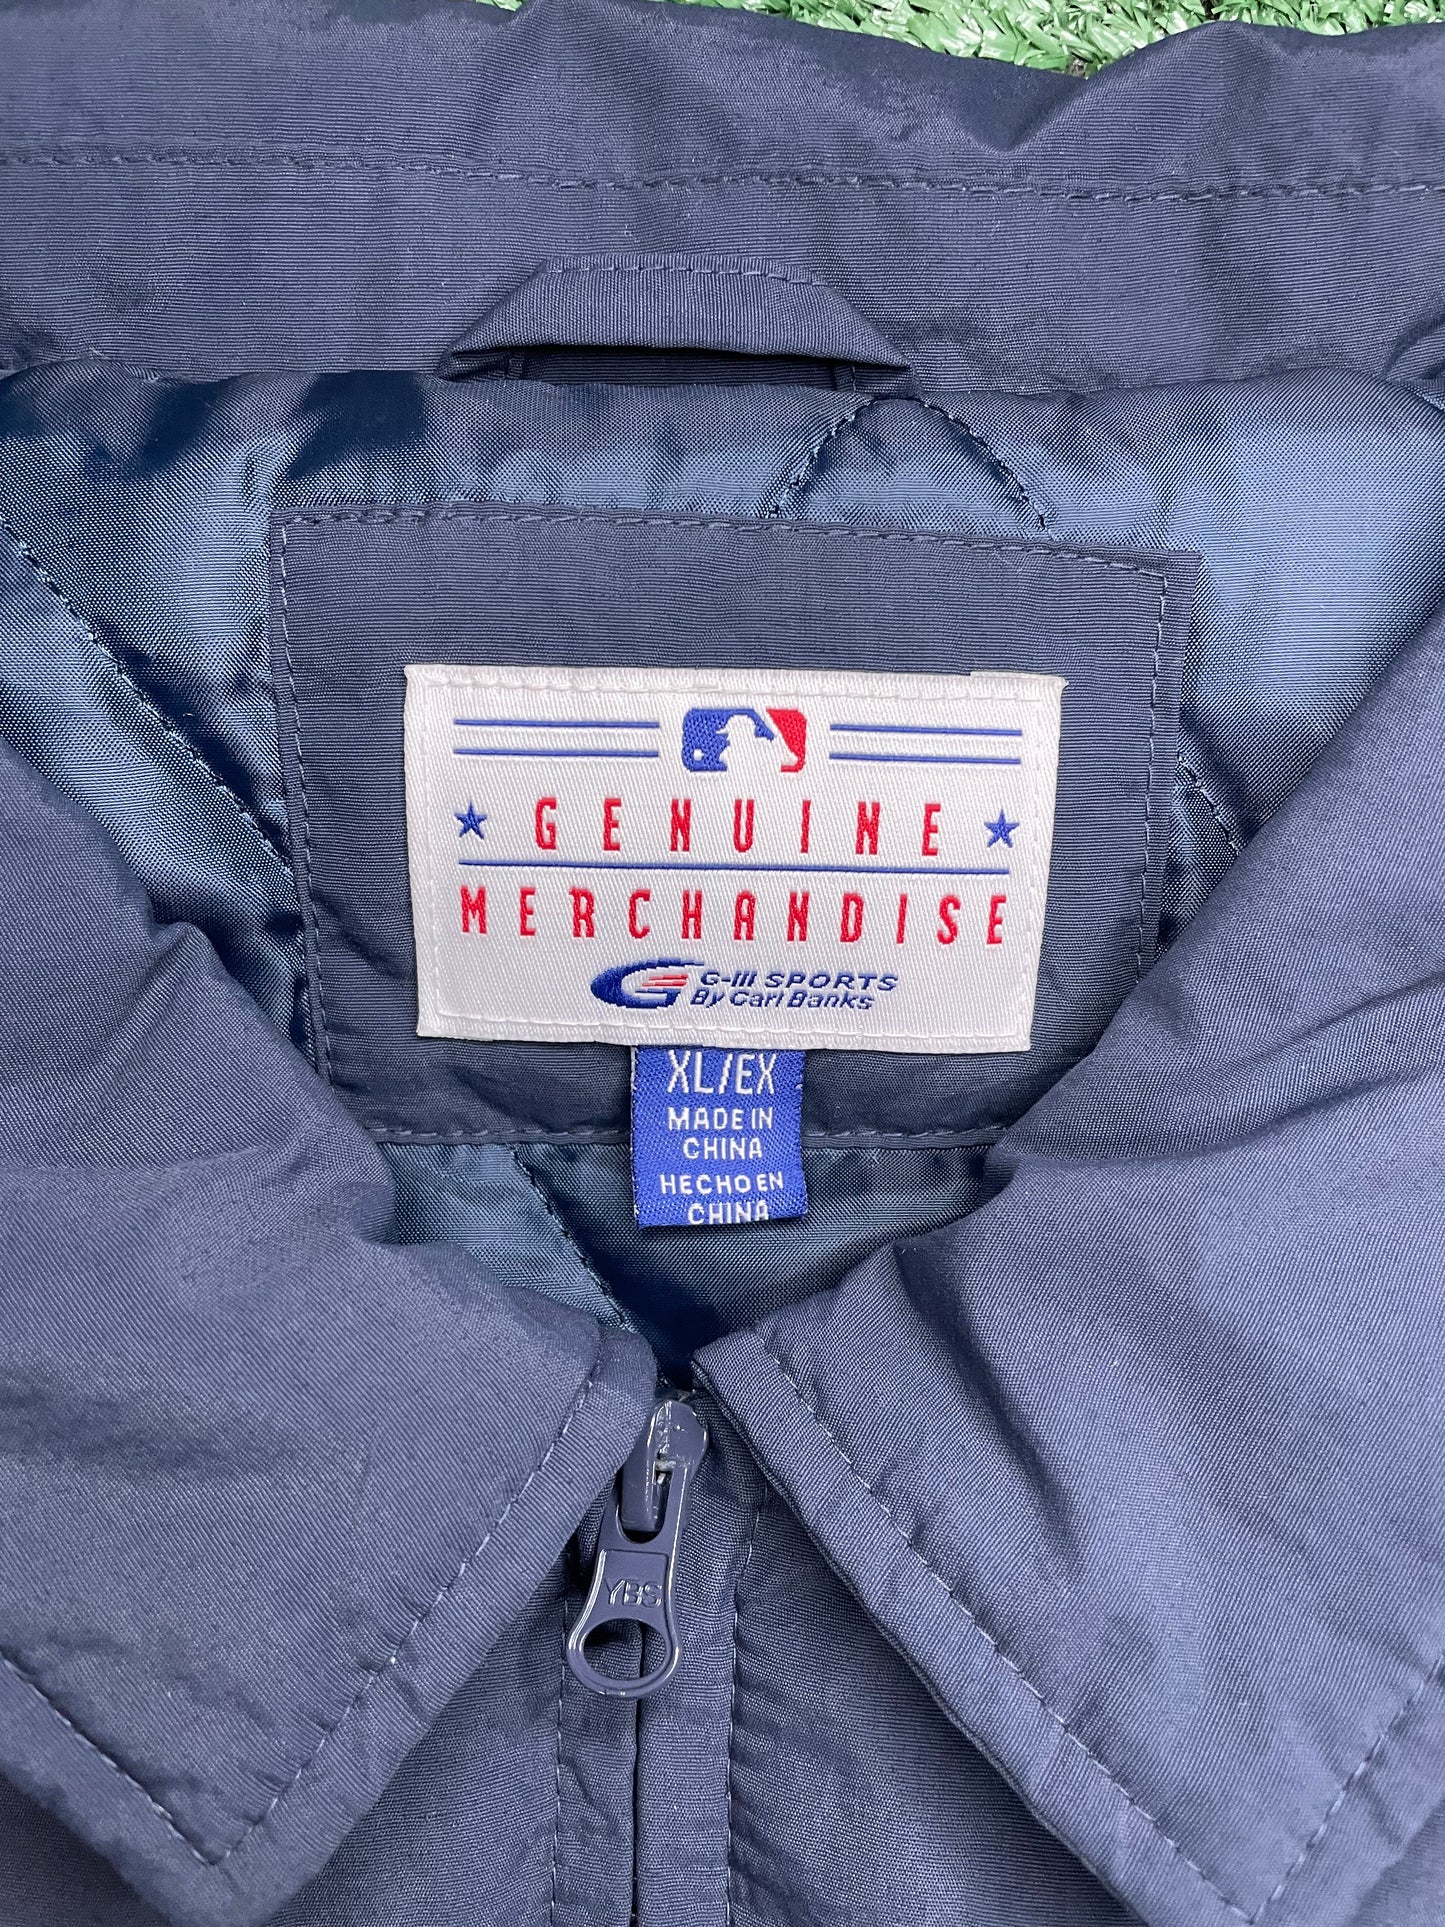 GENUINE
MERCHANDISE
G-III SPORTS
By Carl Banks
XL/EX
MADE IN
CHINA
HECHO EN
CHINA
YBS